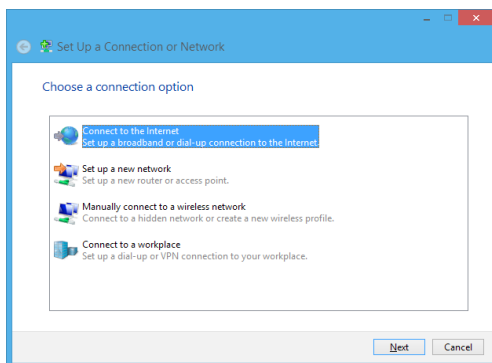 Set Up a Connection or Network
Choose a connection option
Connect to the Internet
Set up a broadband or dial-up connection to the Internet.
Set up a new network
Set up a new router or access point.
Manually connect to a wireless network
Connect to a hidden network or create a new wireless profile.
Connect to a workplace
Set up a dial-up or VPN connection to your workplace.
Next Cancel